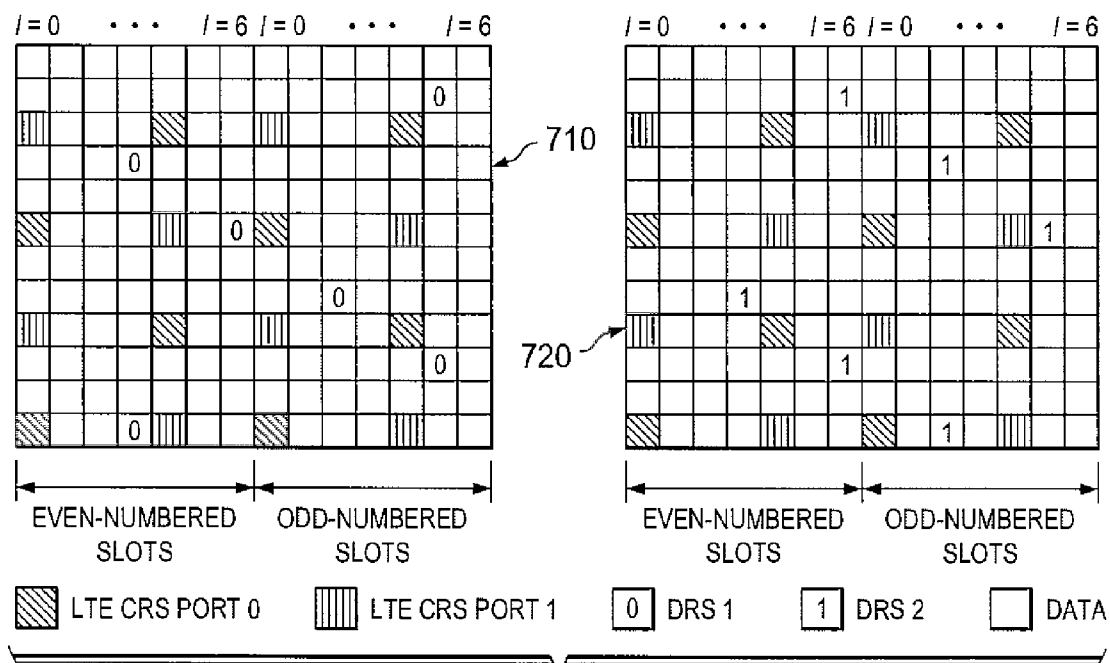 l = 0 • • • l = 6 l = 0 • • • l = 6 l = 0 • • • l = 6 l = 0 • • • l = 6
0 1
0 1
710
0 1
0 1
720
0 1
0 1
EVEN-NUMBERED SLOTS ODD-NUMBERED SLOTS EVEN-NUMBERED SLOTS ODD-NUMBERED SLOTS
LTE CRS PORT 0 LTE CRS PORT 1 0 DRS 1 1 DRS 2 DATA